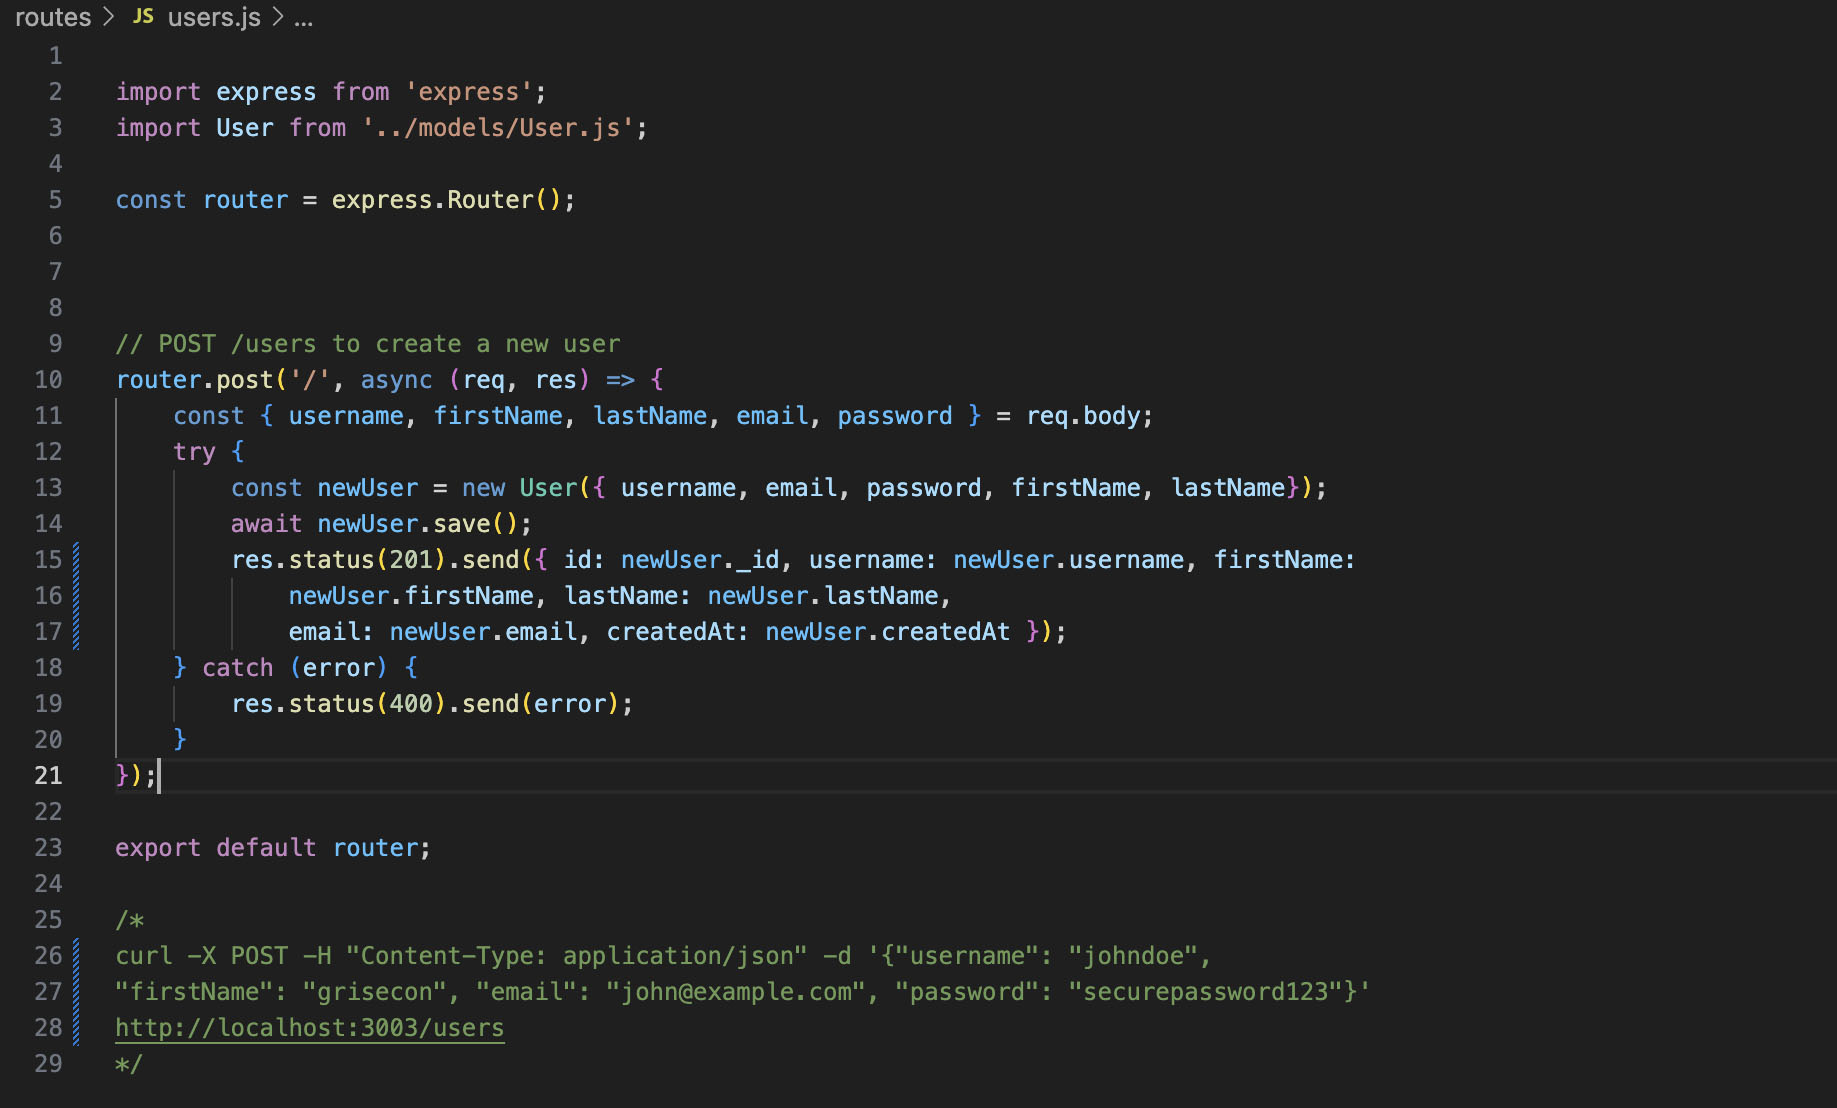 routes > JS users.js > ...
1
2 import express from 'express';
3 import User from '../models/User.js';
4
5 const router = express.Router();
6
7
8
9 // POST /users to create a new user
10 router.post('/', async (req, res) => {
11     const { username, firstName, lastName, email, password } = req.body;
12     try {
13         const newUser = new User({ username, email, password, firstName, lastName});
14         await newUser.save();
15         res.status(201).send({ id: newUser._id, username: newUser.username, firstName:
16             newUser.firstName, lastName: newUser.lastName,
17             email: newUser.email, createdAt: newUser.createdAt });
18     } catch (error) {
19         res.status(400).send(error);
20     }
21 });
22
23 export default router;
24
25 /*
26 curl -X POST -H "Content-Type: application/json" -d '{"username": "johndoe",
27 "firstName": "grisecon", "email": "john@example.com", "password": "securepassword123"}'
28 http://localhost:3003/users
29 */